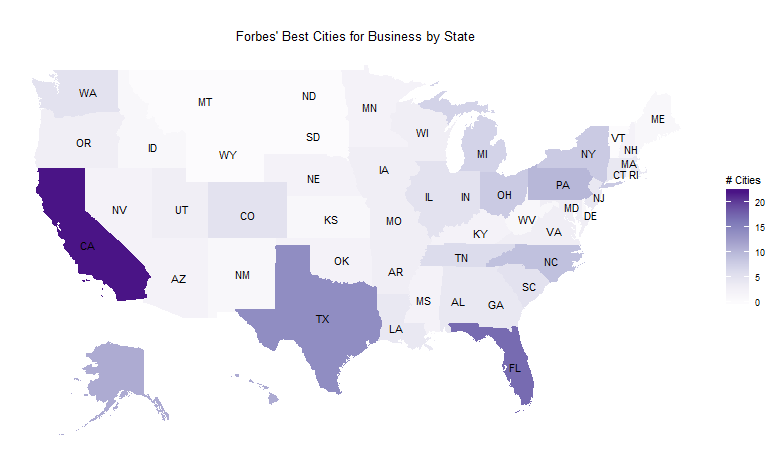 Forbes' Best Cities for Business by State
WA
MT
ND
MN
ME
VT
OR
ID
SD
WI
NH
WY
MI
NY
MA
CT RI
NE
IA
PA
NV
UT
CO
IL
IN
OH
NJ
MD
DE
KS
MO
WV
VA
KY
CA
AZ
NM
OK
AR
TN
NC
SC
MS
AL
GA
TX
LA
FL
# Cities
20
15
10
5
0